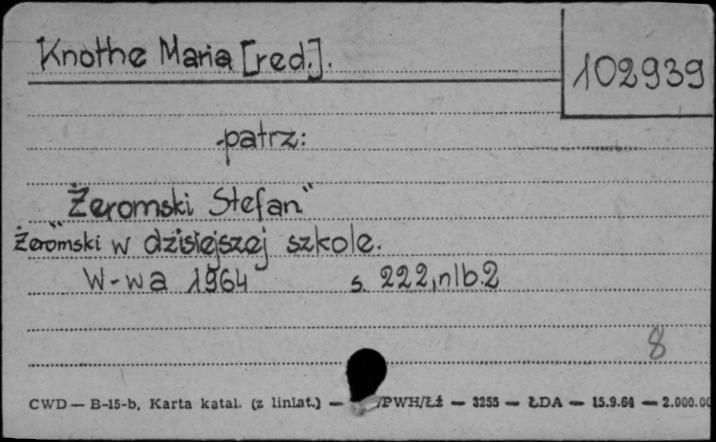 Knothe Maria [red.].
102939
patrz:
"Żeromski Stefan"
Żeromski w dzisiejszej szkole.
W-wa 1964 s. 222, nlb. 2
8
CWD — B-15-b, Karta katal. (z liniat.) — /PWH/Łź — 3255 — ŁDA — 15.9.64 — 2.000.00